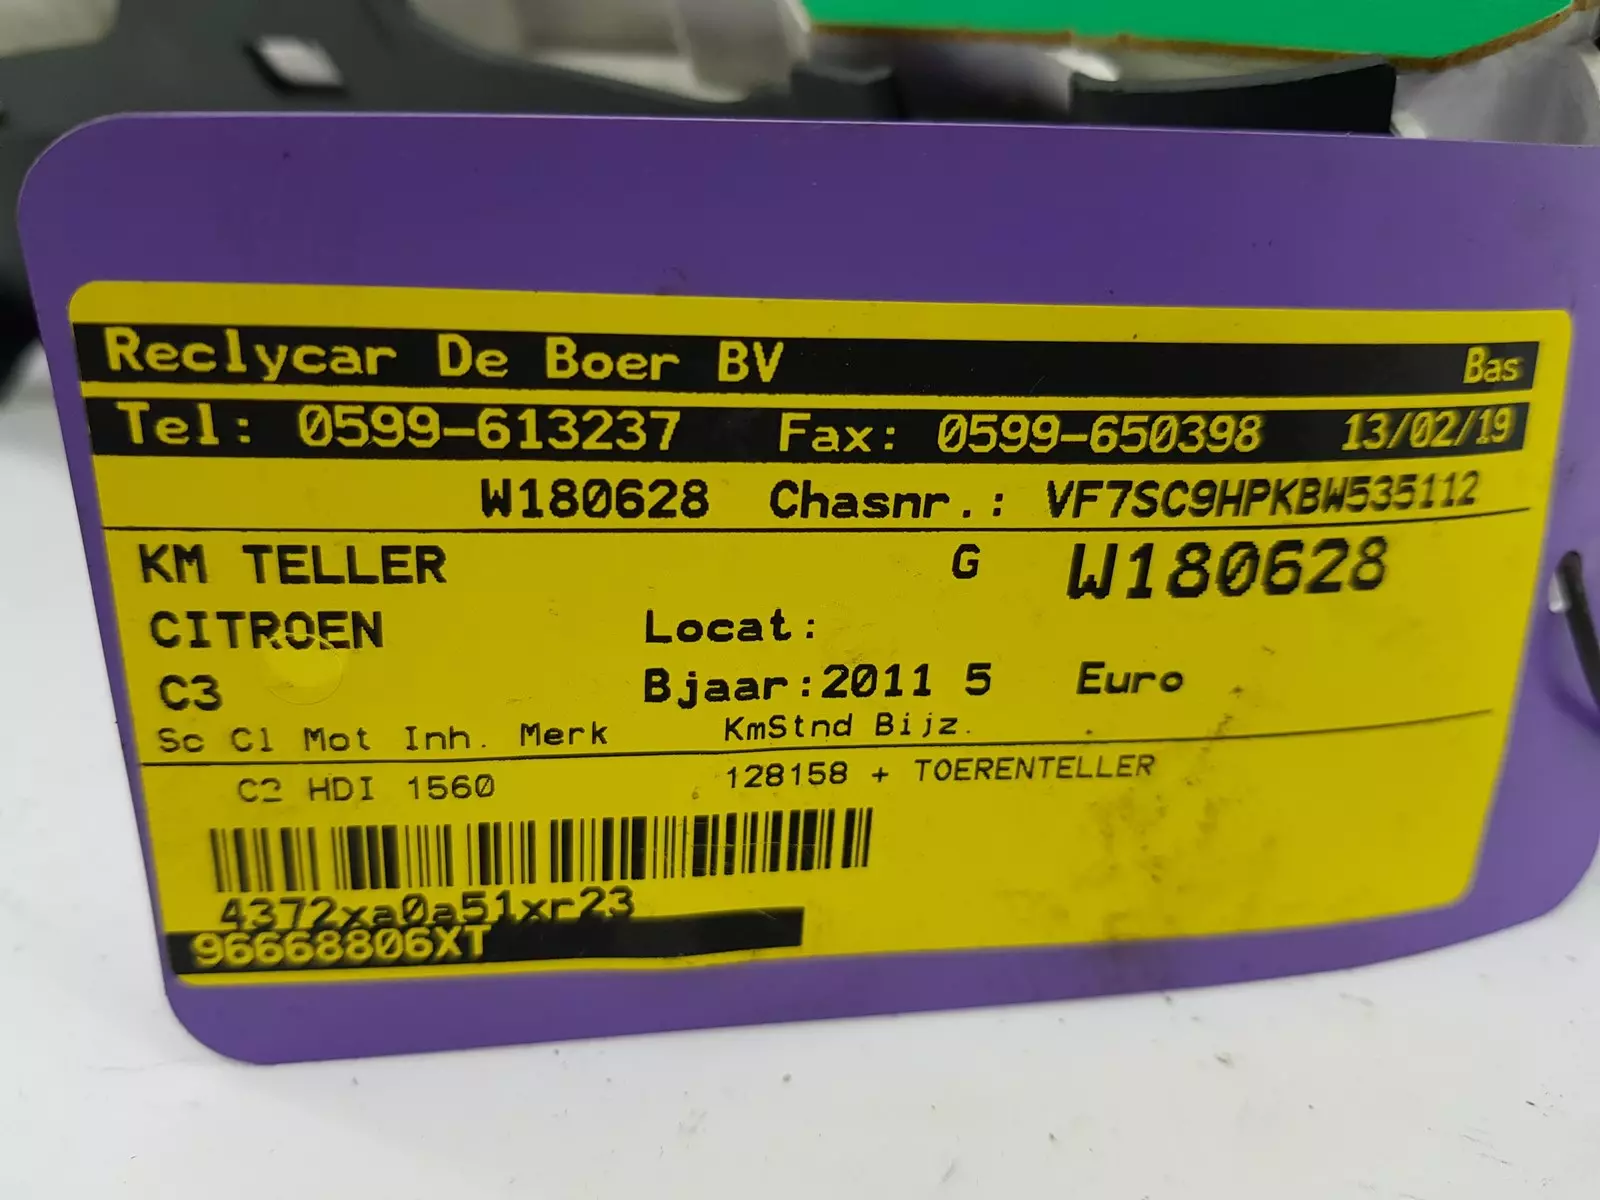 Reclycar De Boer BV Bas
Tel: 0599-613237 Fax: 0599-650398 13/02/19
W180628 Chasnr.: VF7SC9HPKBW535112
KM TELLER G W180628
CITROEN Locat:
C3 Bjaar:2011 5 Euro
Sc Cl Mot Inh. Merk KmStnd Bijz.
C2 HDI 1560 128158 + TOERENTELLER
4372xa0a51xr23
96668806XT